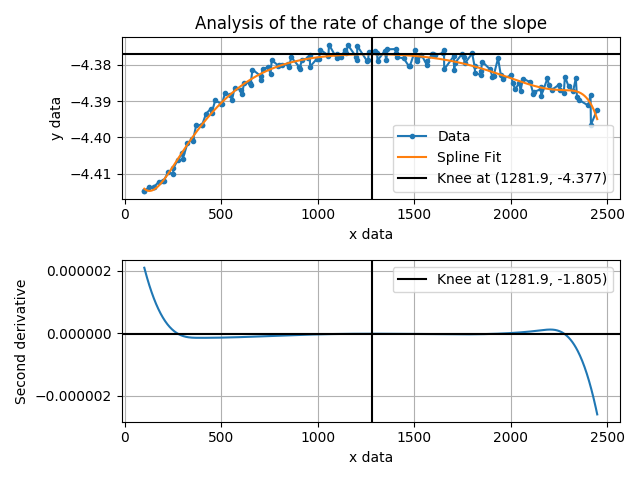 Analysis of the rate of change of the slope
y data
−4.38
−4.39
−4.40
−4.41
Data
Spline Fit
Knee at (1281.9, -4.377)
0 500 1000 1500 2000 2500
x data
Second derivative
0.000002
0.000000
−0.000002
Knee at (1281.9, -1.805)
0 500 1000 1500 2000 2500
x data